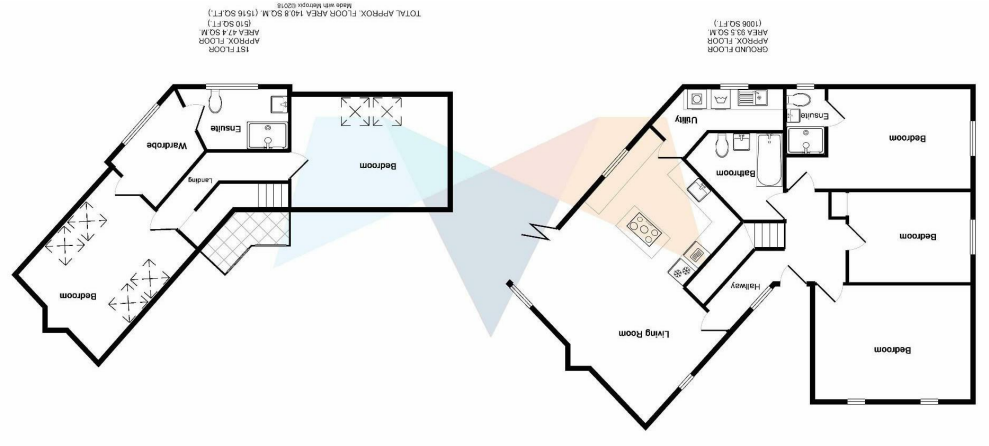 GROUND FLOOR
APPROX. FLOOR
AREA 93.5 SQ.M.
(1006 SQ.FT.)
1ST FLOOR
APPROX. FLOOR
AREA 47.4 SQ.M.
(510 SQ.FT.)
TOTAL APPROX. FLOOR AREA 140.8 SQ.M. (1516 SQ.FT.)
Made with Metropix ©2018
Bedroom
Living Room
Hallway
Bedroom
Bathroom
Bedroom
Ensuite
Utility
Bedroom
Landing
Bedroom
Wardrobe
Ensuite